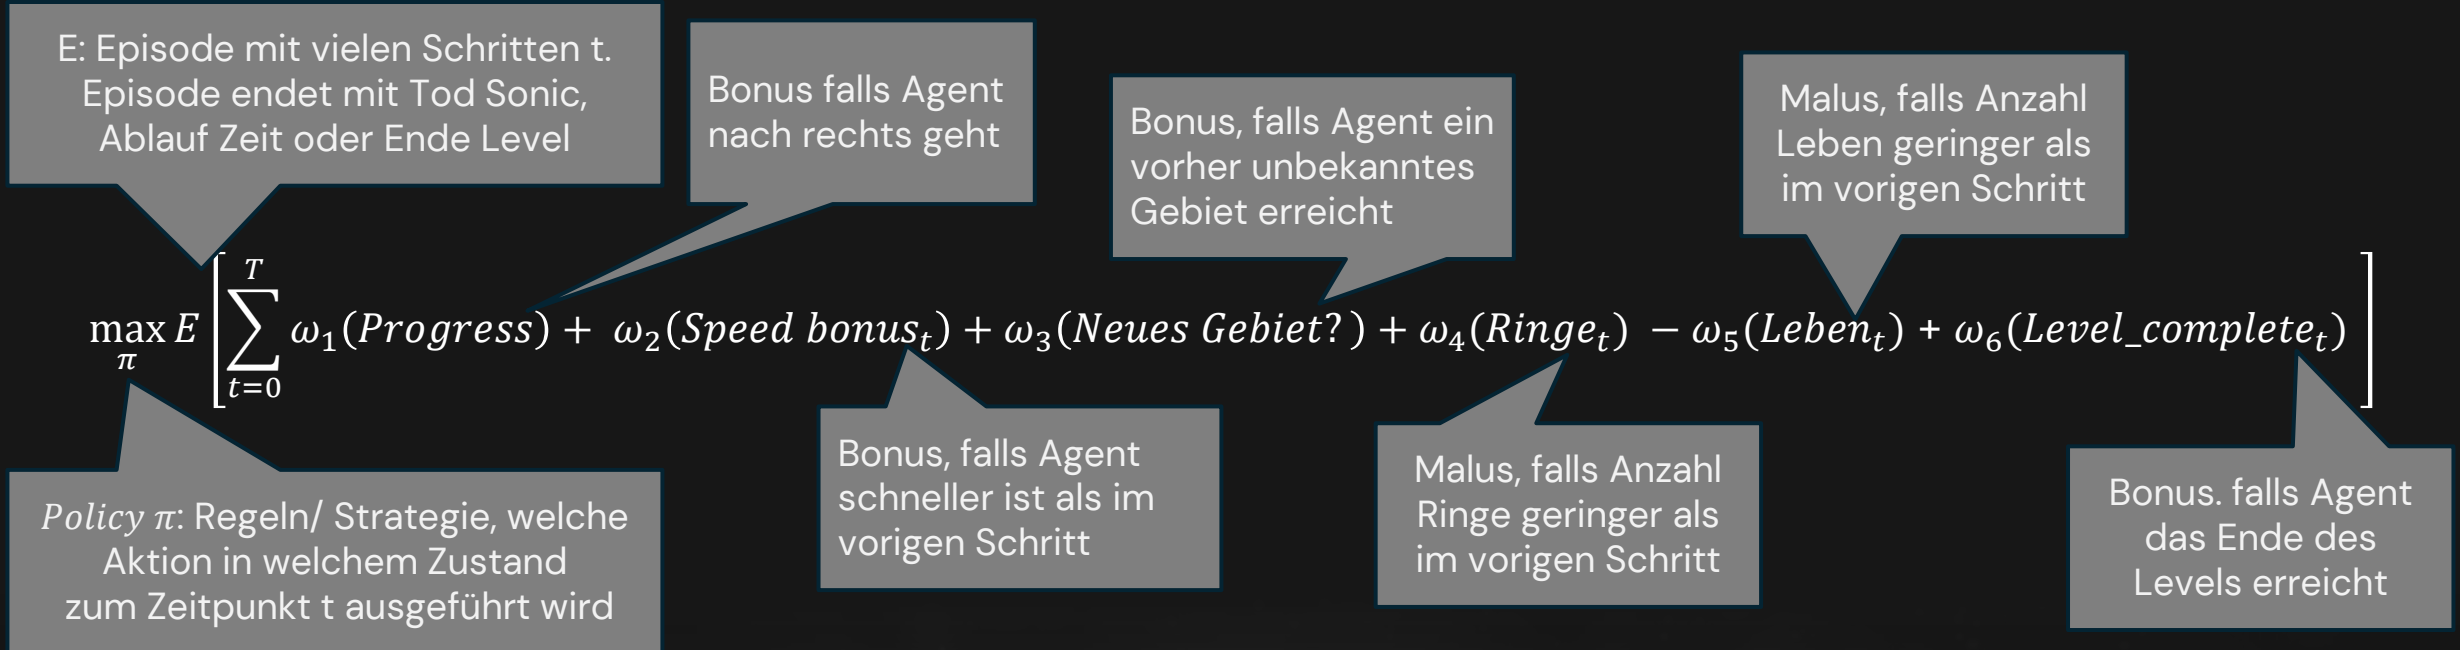 E: Episode mit vielen Schritten t.
Episode endet mit Tod Sonic,
Ablauf Zeit oder Ende Level
Bonus falls Agent
nach rechts geht
Bonus, falls Agent ein
vorher unbekanntes
Gebiet erreicht
Malus, falls Anzahl
Leben geringer als
im vorigen Schritt
max_π E [∑_{t=0}^{T} ω₁(Progress) + ω₂(Speed bonus_t) + ω₃(Neues Gebiet?) + ω₄(Ringe_t) − ω₅(Leben_t) + ω₆(Level_complete_t)]
Policy π: Regeln/ Strategie, welche
Aktion in welchem Zustand
zum Zeitpunkt t ausgeführt wird
Bonus, falls Agent
schneller ist als im
vorigen Schritt
Malus, falls Anzahl
Ringe geringer als
im vorigen Schritt
Bonus. falls Agent
das Ende des
Levels erreicht